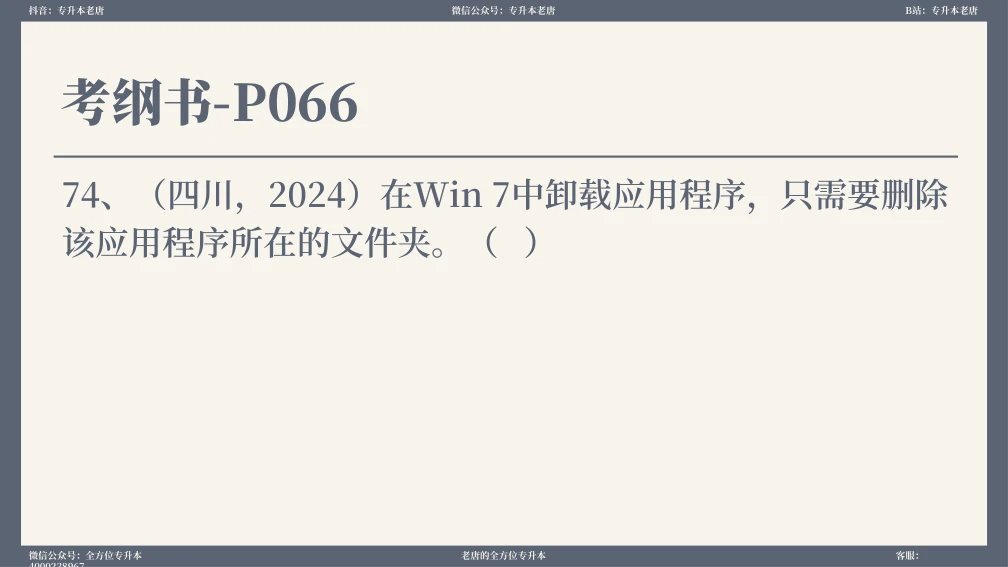 抖音：专升本老唐
微信公众号：专升本老唐
B站：专升本老唐
考纲书-P066
74、（四川，2024）在Win 7中卸载应用程序，只需要删除
该应用程序所在的文件夹。（ ）
微信公众号：全方位专升本
老唐的全方位专升本
客服：
4000238967